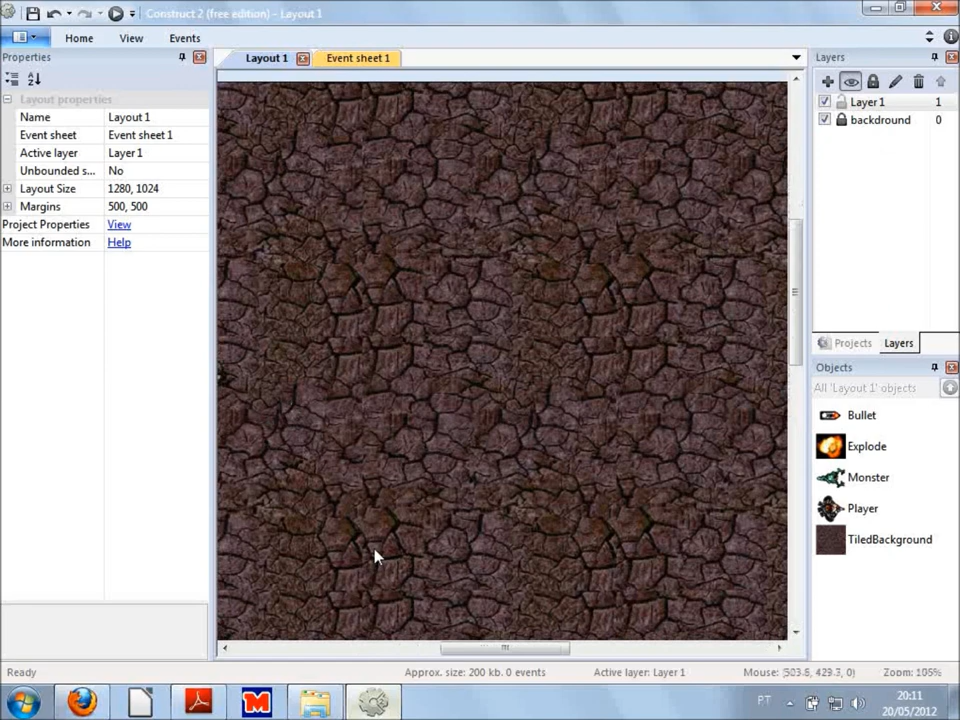 Construct 2 (free edition) - Layout 1
Home View Events
Properties
Layout 1 Event sheet 1
Layers
Layout properties
Name Layout 1
Event sheet Event sheet 1
Active layer Layer 1
Unbounded s... No
Layout Size 1280, 1024
Margins 500, 500
Project Properties View
More information Help
Layer 1 1
background 0
Projects Layers
Objects
All 'Layout 1' objects
Bullet
Explode
Monster
Player
TiledBackground
Ready Approx. size: 200 kb. 0 events Active layer: Layer 1 Mouse: (303.8, 429.3, 0) Zoom: 105%
PT 20:11
20/05/2012